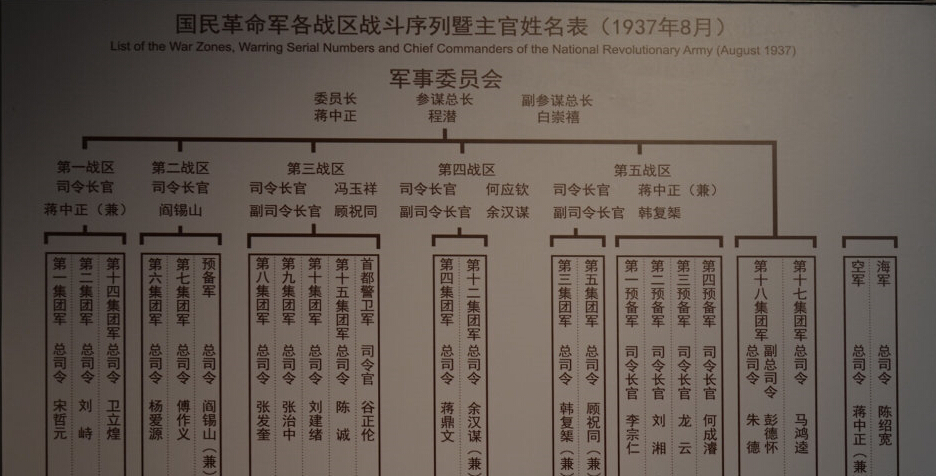 国民革命军各战区战斗序列暨主官姓名表（1937年8月）
List of the War Zones, Warring Serial Numbers and Chief Commanders of the National Revolutionary Army (August 1937)
军事委员会
委员长 参谋总长 副参谋总长
蒋中正 程潜 白崇禧
第一战区 第二战区 第三战区 第四战区 第五战区
司令长官 司令长官 司令长官 冯玉祥 司令长官 何应钦 司令长官 蒋中正（兼）
蒋中正（兼） 阎锡山 副司令长官 顾祝同 副司令长官 余汉谋 副司令长官 韩复榘
第一集团军 总司令 宋哲元
第二集团军 总司令 刘峙
第十四集团军 总司令 卫立煌
第六集团军 总司令 杨爱源
第七集团军 总司令 傅作义
预备军 总司令 阎锡山（兼）
第八集团军 总司令 张发奎
第九集团军 总司令 张治中
第十集团军 总司令 刘建绪
第十五集团军 总司令 陈诚
首都警卫军 司令官 谷正伦
第四集团军 总司令 蒋鼎文
第十二集团军 总司令 余汉谋（兼）
第三集团军 总司令 韩复榘（兼）
第五集团军 总司令 顾祝同（兼）
第一预备军 司令长官 李宗仁
第二预备军 司令长官 刘湘
第三预备军 司令长官 龙云
第四预备军 司令长官 何成濬
第十八集团军 总司令 朱德
副总司令 彭德怀
第十七集团军 总司令 马鸿逵
空军 总司令 蒋中正（兼）
海军 总司令 陈绍宽